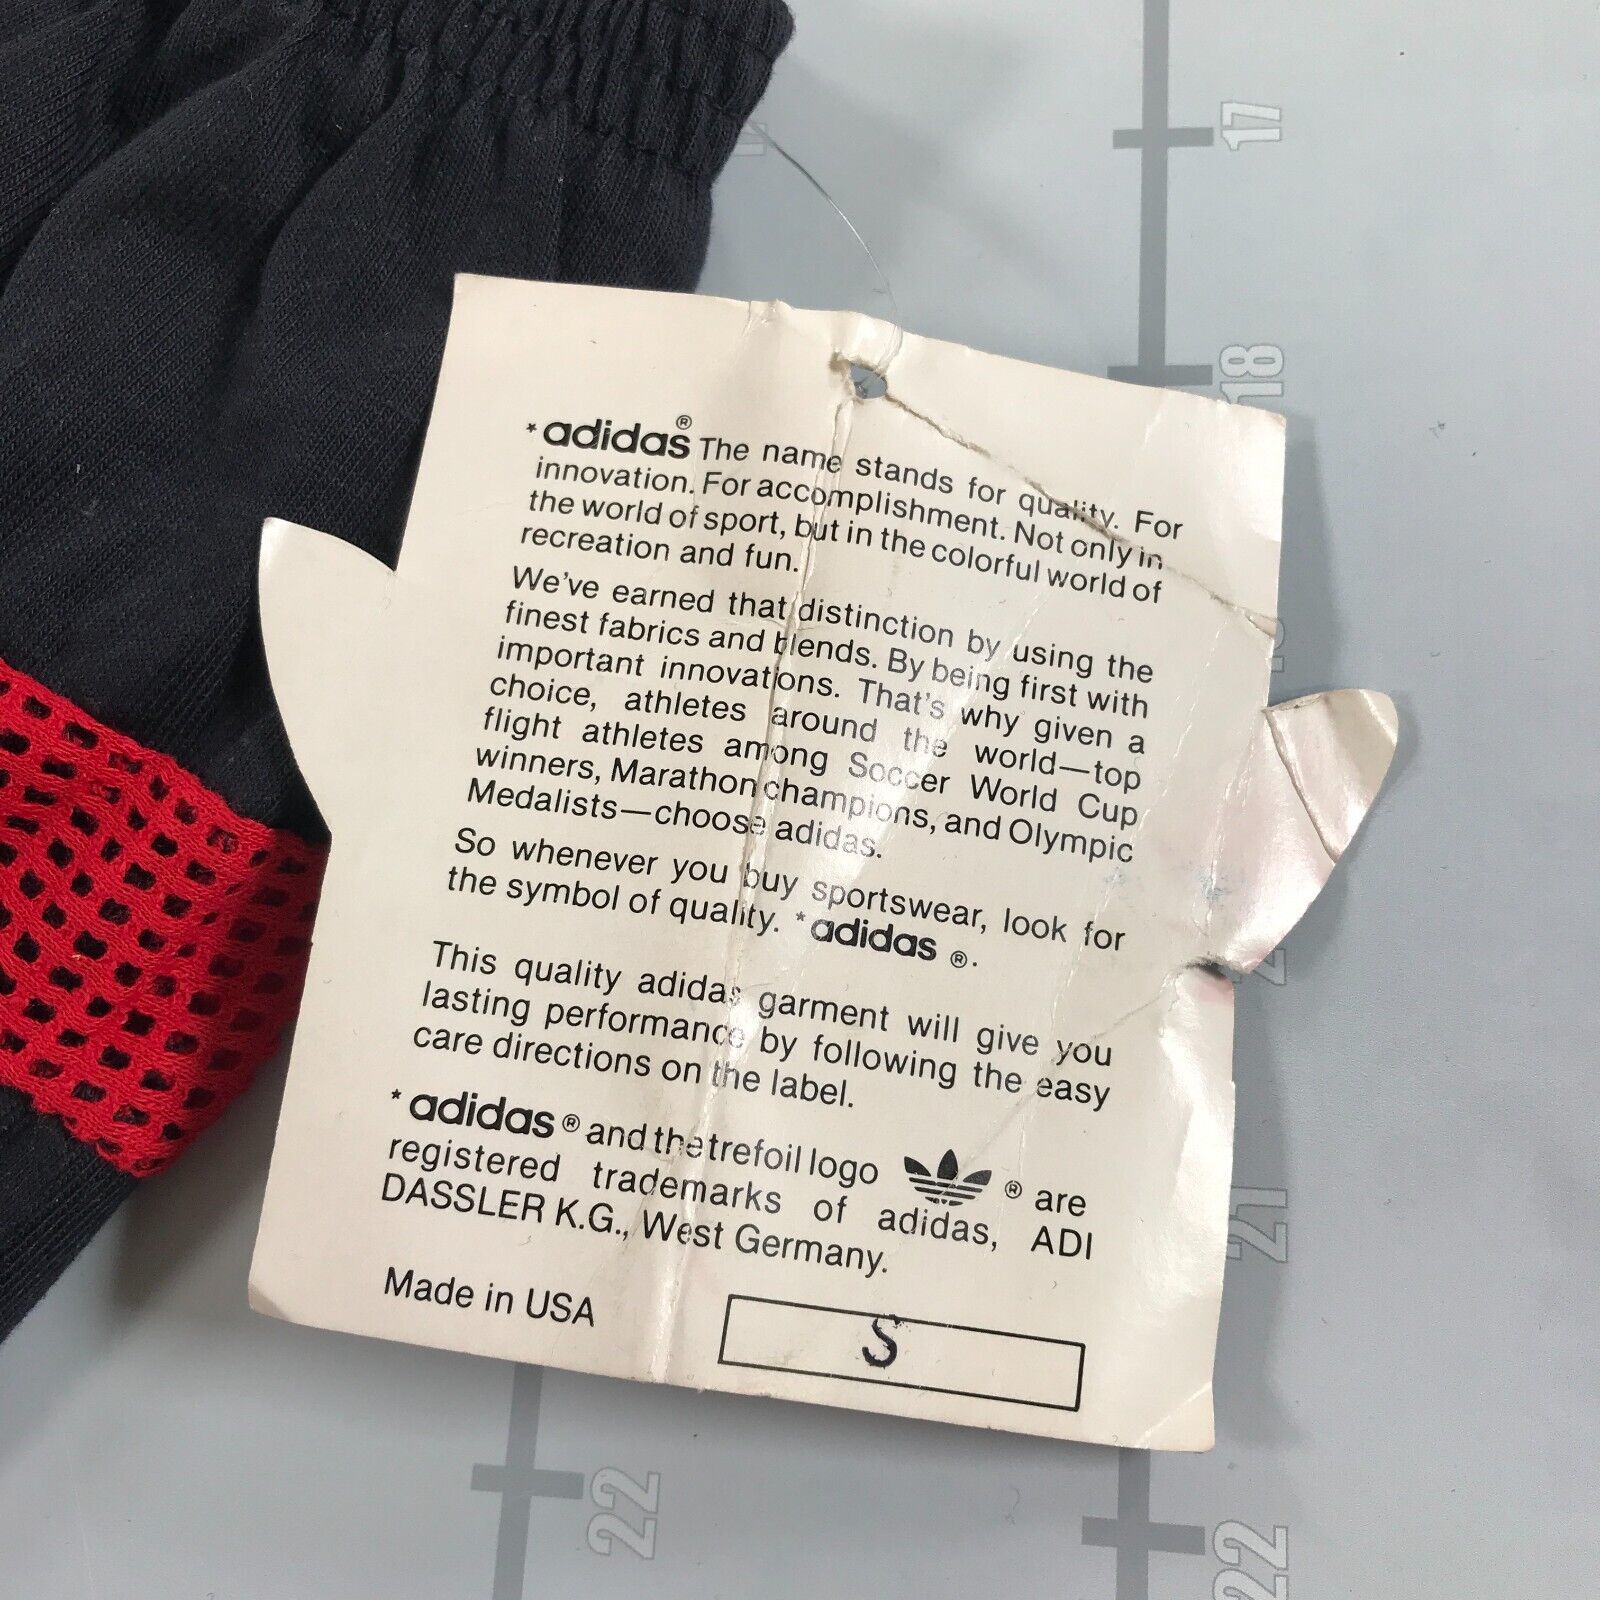 17
18
*adidas® The name stands for quality. For
innovation. For accomplishment. Not only in
the world of sport, but in the colorful world of
recreation and fun.
We've earned that distinction by using the
finest fabrics and blends. By being first with
important innovations. That's why given a
choice, athletes around the world—top
flight athletes among Soccer World Cup
winners, Marathon champions, and Olympic
Medalists—choose adidas.
So whenever you buy sportswear, look for
the symbol of quality. *adidas ®.
This quality adidas garment will give you
lasting performance by following the easy
care directions on the label.
*adidas ® and the trefoil logo ® are
registered trademarks of adidas, ADI
DASSLER K.G., West Germany.
Made in USA
S
21
22
22